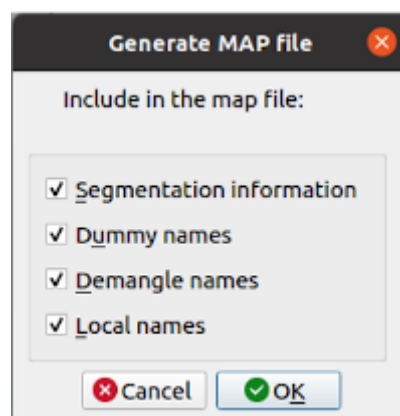 Generate MAP file
Include in the map file:
Segmentation information
Dummy names
Demangle names
Local names
Cancel
OK